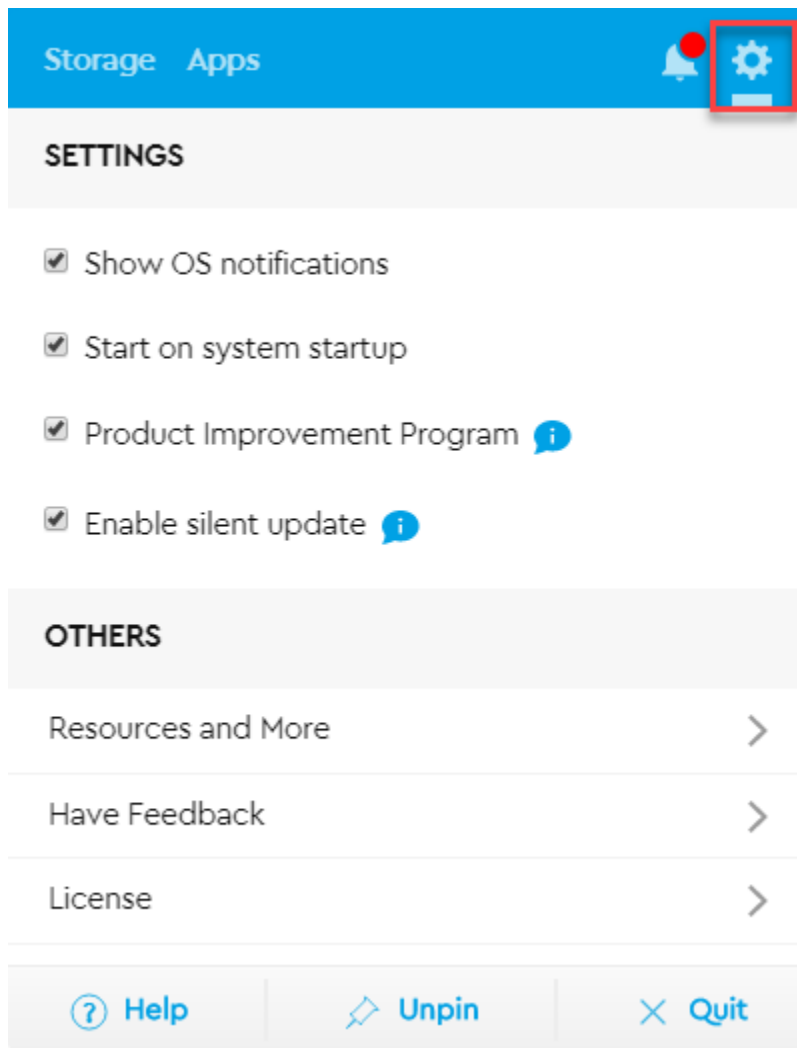 Storage Apps
SETTINGS
Show OS notifications
Start on system startup
Product Improvement Program i
Enable silent update i
OTHERS
Resources and More
Have Feedback
License
? Help Unpin Quit